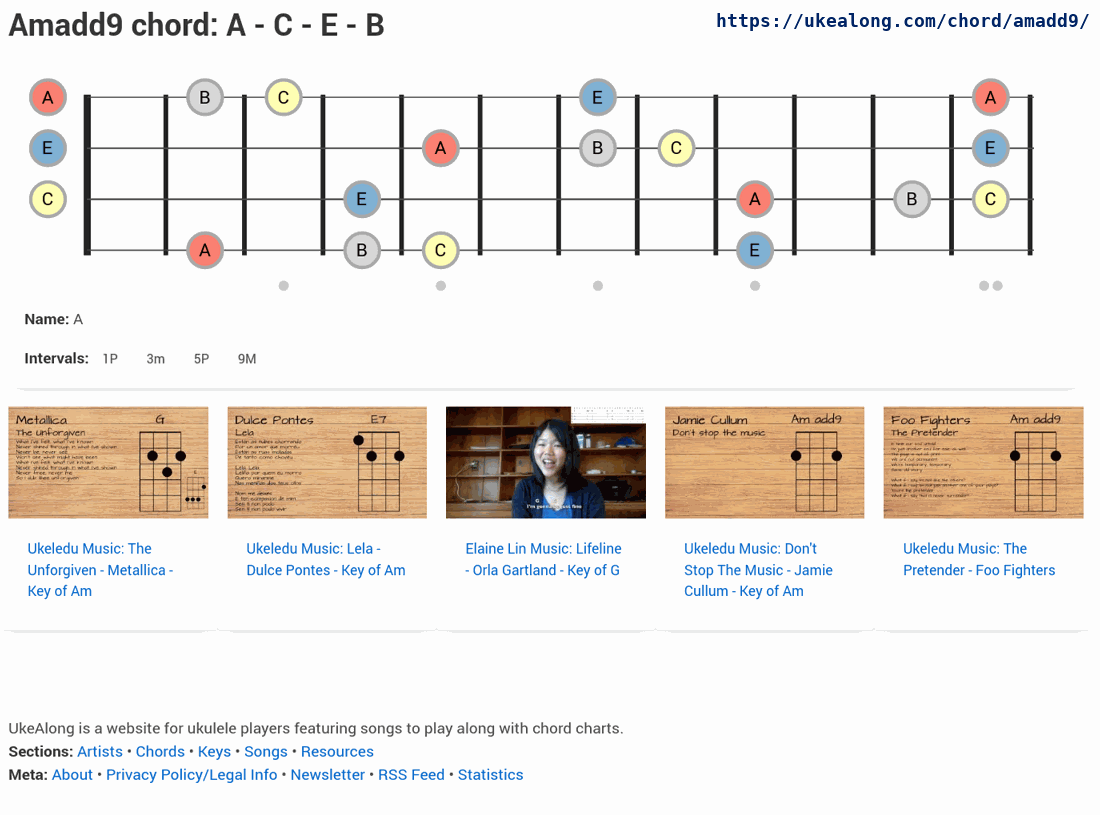 Amadd9 chord: A - C - E - B
https://ukealong.com/chord/amadd9/
A B C E A
E A B C E
C E A B C
A B C E
Name: A
Intervals: 1P 3m 5P 9M
Metallica G
The Unforgiven
Dulce Pontes E7
Lela
I'm gonna guess fine
Jamie Cullum Am add9
Don't stop the music
Foo Fighters Am add9
The Pretender
Ukeledu Music: The
Unforgiven - Metallica -
Key of Am
Ukeledu Music: Lela -
Dulce Pontes - Key of Am
Elaine Lin Music: Lifeline
- Orla Gartland - Key of G
Ukeledu Music: Don't
Stop The Music - Jamie
Cullum - Key of Am
Ukeledu Music: The
Pretender - Foo Fighters
UkeAlong is a website for ukulele players featuring songs to play along with chord charts.
Sections: Artists • Chords • Keys • Songs • Resources
Meta: About • Privacy Policy/Legal Info • Newsletter • RSS Feed • Statistics